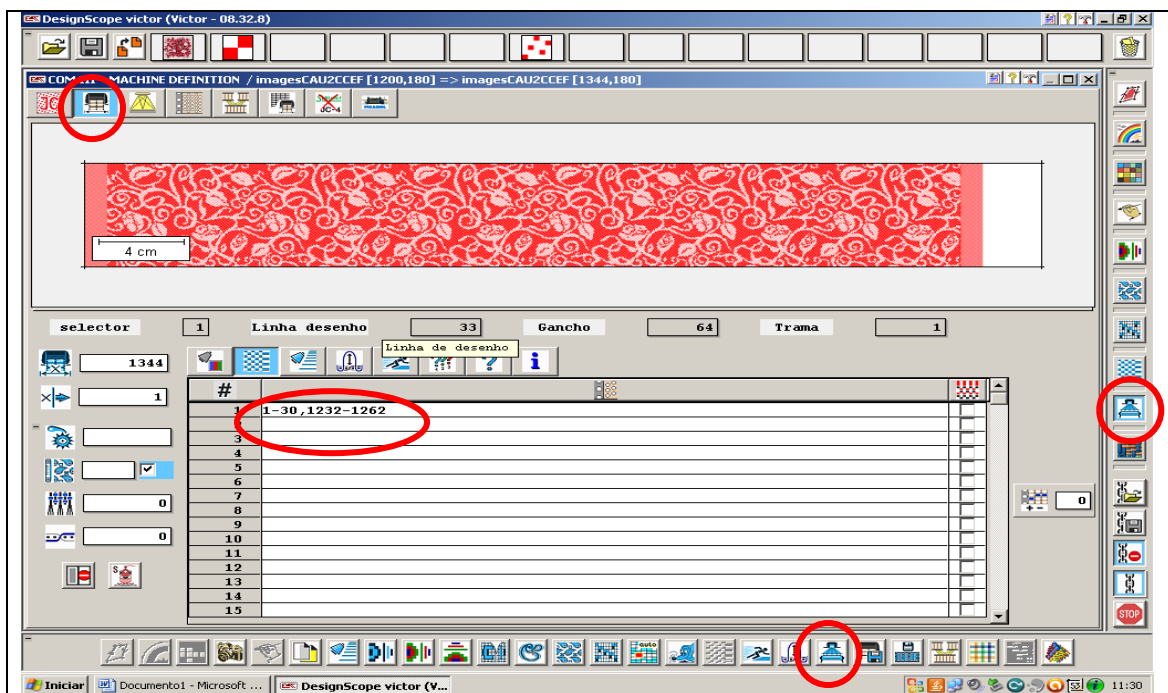 DesignScope victor (Victor - 08.32.8)
MACHINE DEFINITION / imagesCAU2CCEF [1200,180] => imagesCAU2CCEF [1344,180]
JC-4
4 cm
selector 1 Linha desenho 33 Gancho 64 Trama 1
Linha de desenho
1344
#
1
1 1-30,1232-1262
3
4
5
6
0
7
8
0
9
0
10
11
12
13
14
15
S
STOP
auto
Iniciar Documento1 - Microsoft ... DesignScope victor (V... 11:30